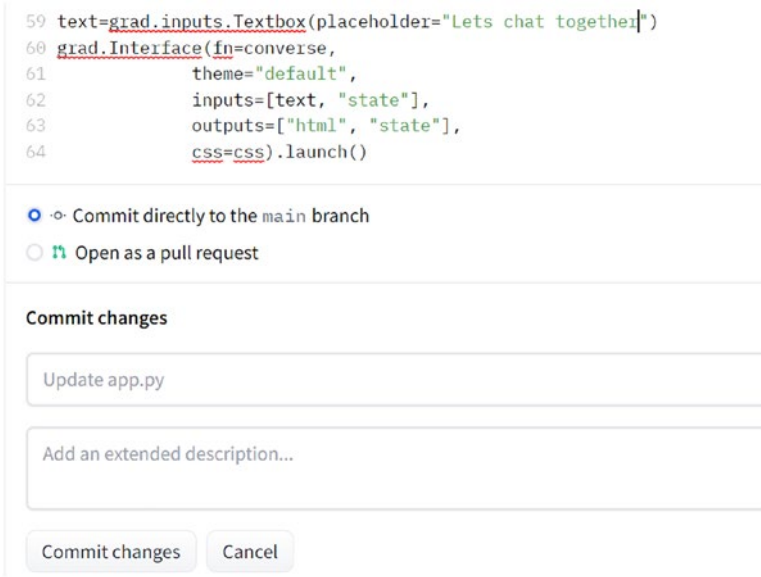 59 text=grad.inputs.Textbox(placeholder="Lets chat together")
60 grad.Interface(fn=converse,
61 theme="default",
62 inputs=[text, "state"],
63 outputs=["html", "state"],
64 css=css).launch()
Commit directly to the main branch
Open as a pull request
Commit changes
Update app.py
Add an extended description...
Commit changes Cancel